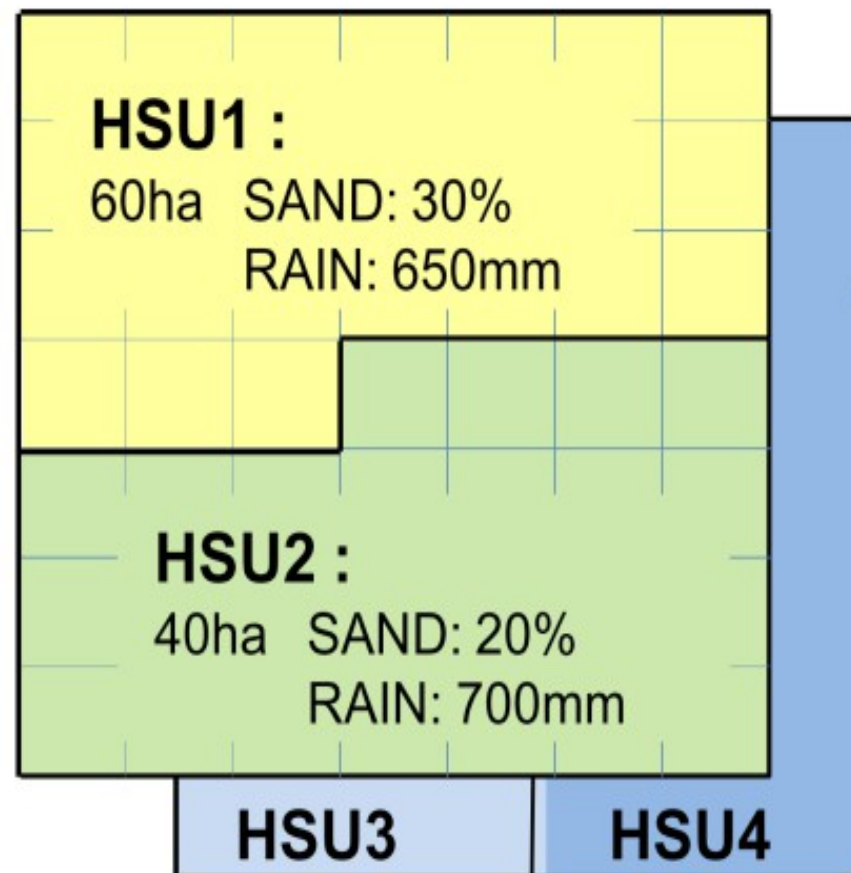 HSU1 :
60ha SAND: 30%
RAIN: 650mm
HSU2 :
40ha SAND: 20%
RAIN: 700mm
HSU3
HSU4